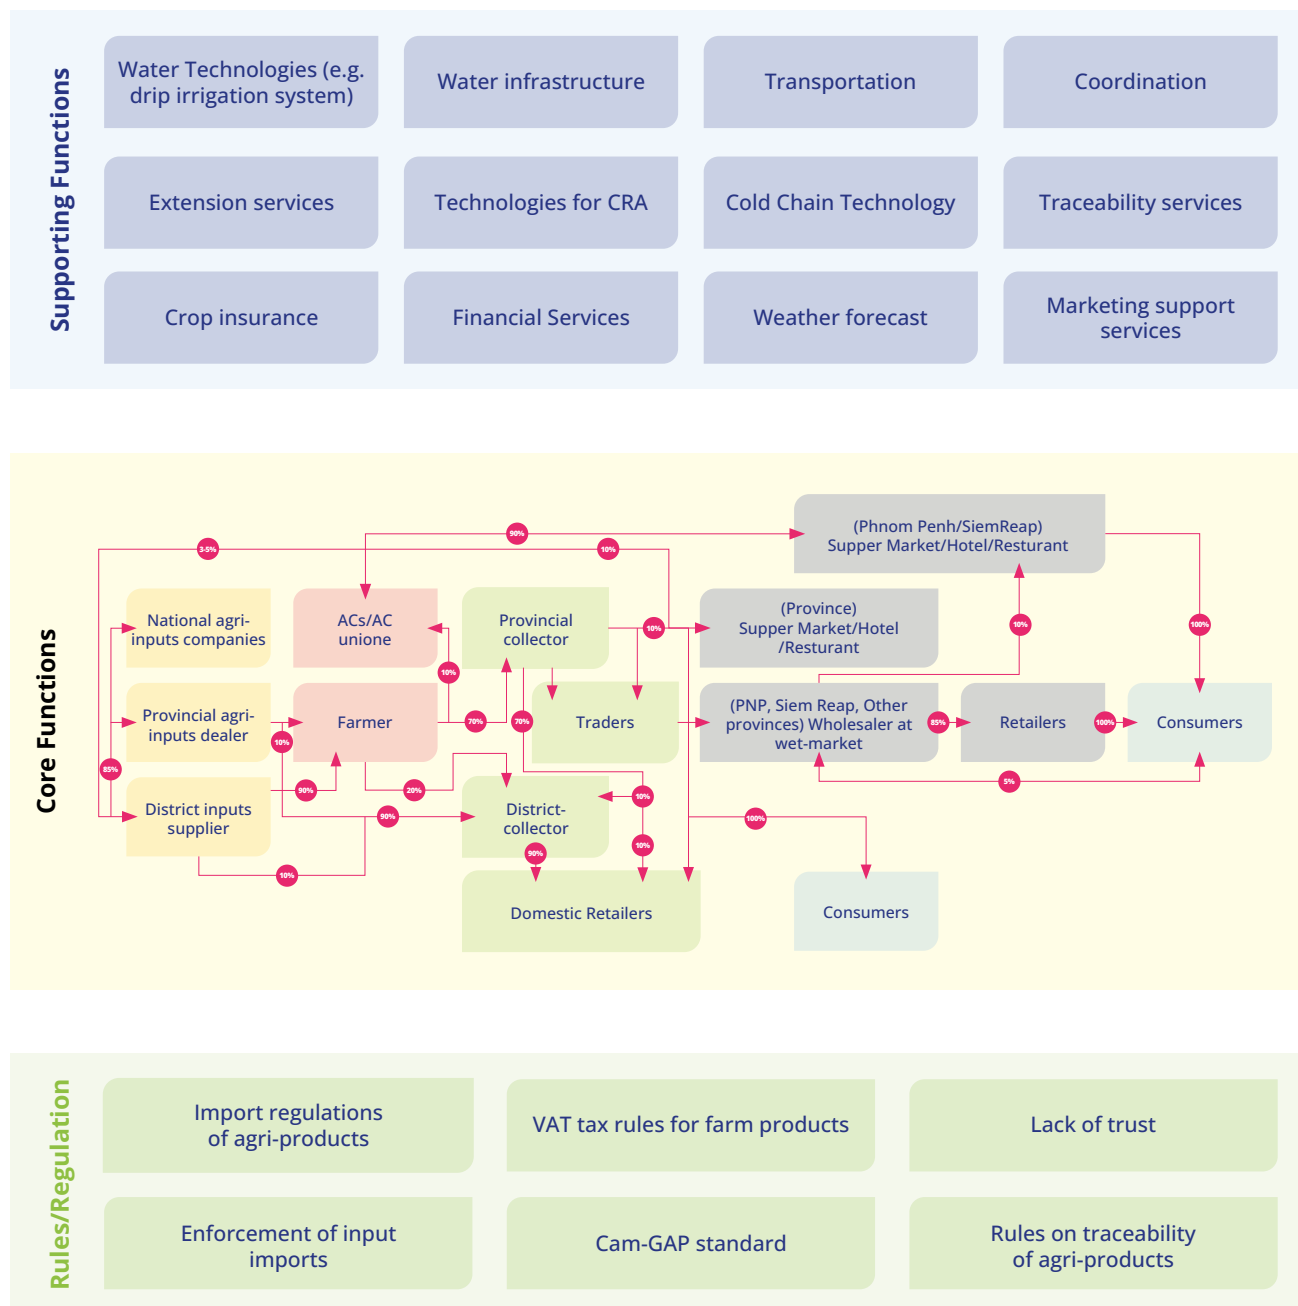 Supporting Functions
Water Technologies (e.g.
drip irrigation system)
Water infrastructure
Transportation
Coordination
Extension services
Technologies for CRA
Cold Chain Technology
Traceability services
Crop insurance
Financial Services
Weather forecast
Marketing support
services
Core Functions
(Phnom Penh/SiemReap)
Supper Market/Hotel/Resturant
90%
3-5%
10%
National agri-
inputs companies
ACs/AC
unione
Provincial
collector
10%
(Province)
Supper Market/Hotel
/Resturant
10%
100%
10%
Provincial agri-
inputs dealer
Farmer
70%
70%
Traders
(PNP, Siem Reap, Other
provinces) Wholesaler at
wet-market
85%
Retailers
100%
Consumers
10%
85%
5%
90%
20%
10%
District inputs
supplier
90%
District-
collector
100%
10%
90%
10%
Domestic Retailers
Consumers
Rules/Regulation
Import regulations
of agri-products
VAT tax rules for farm products
Lack of trust
Enforcement of input
imports
Cam-GAP standard
Rules on traceability
of agri-products